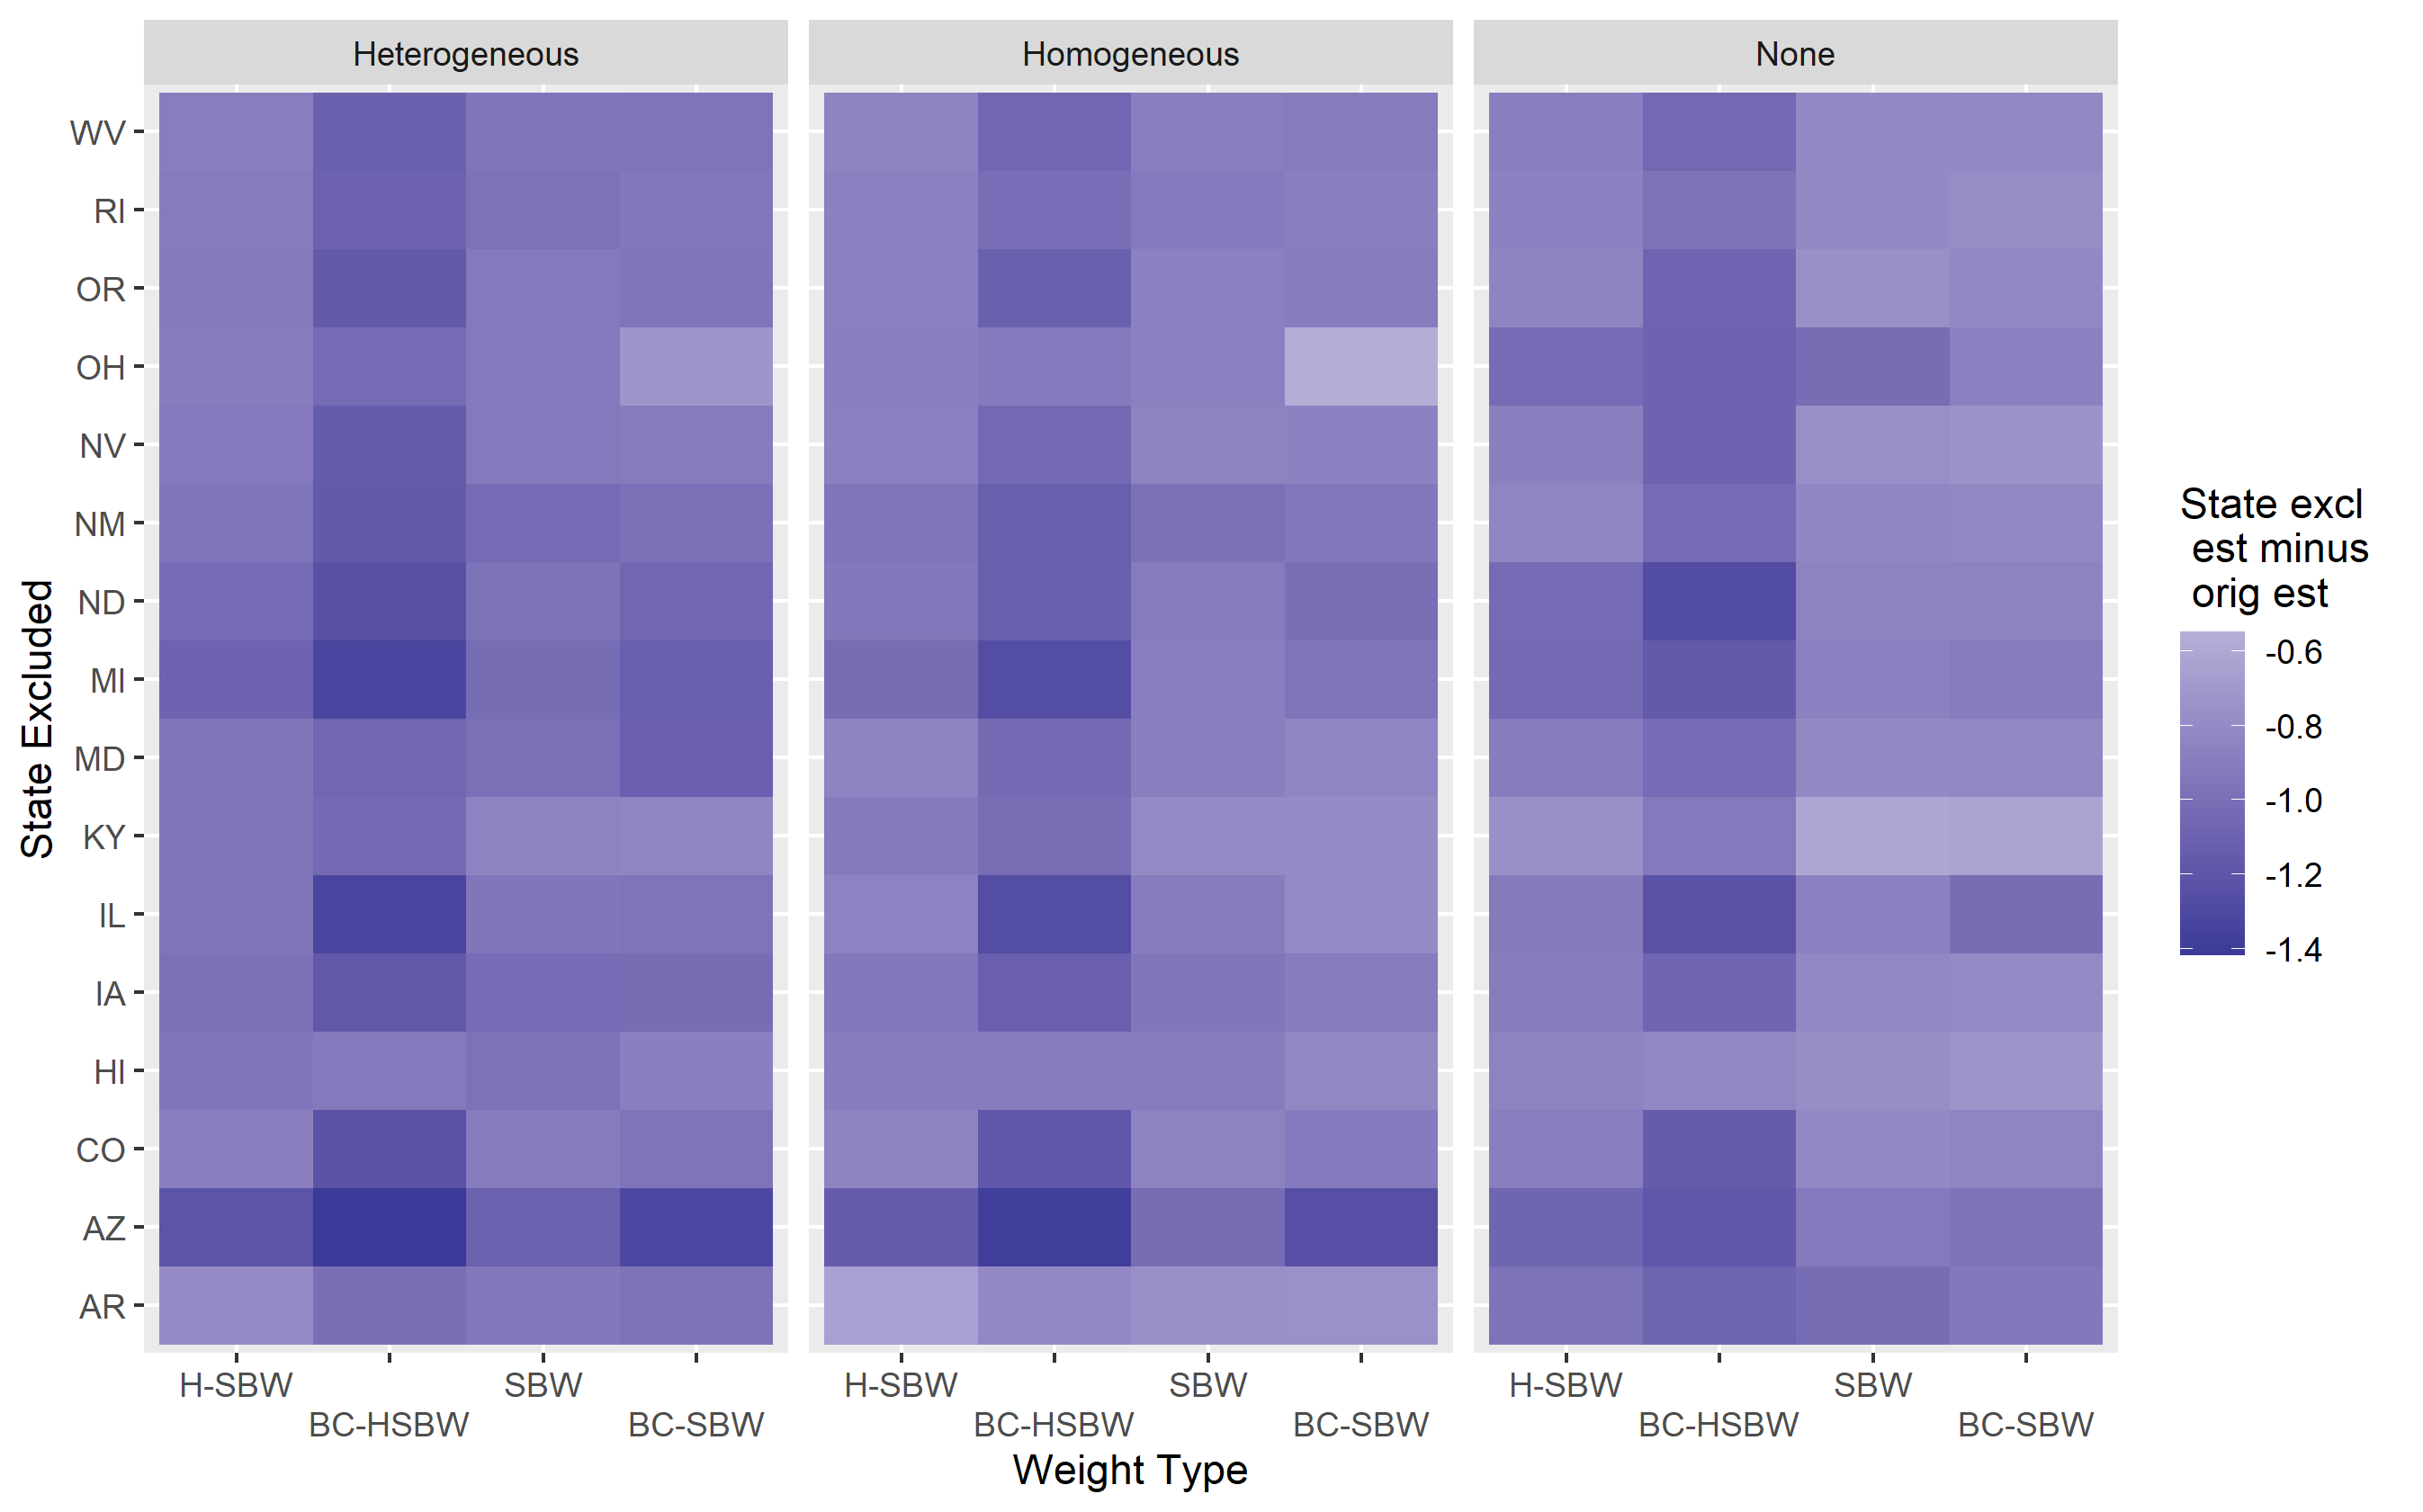 Heterogeneous
Homogeneous
None
State Excluded
WV
RI
OR
OH
NV
NM
ND
MI
MD
KY
IL
IA
HI
CO
AZ
AR
H-SBW
BC-HSBW
SBW
BC-SBW
H-SBW
BC-HSBW
SBW
BC-SBW
H-SBW
BC-HSBW
SBW
BC-SBW
Weight Type
State excl
est minus
orig est
-0.6
-0.8
-1.0
-1.2
-1.4